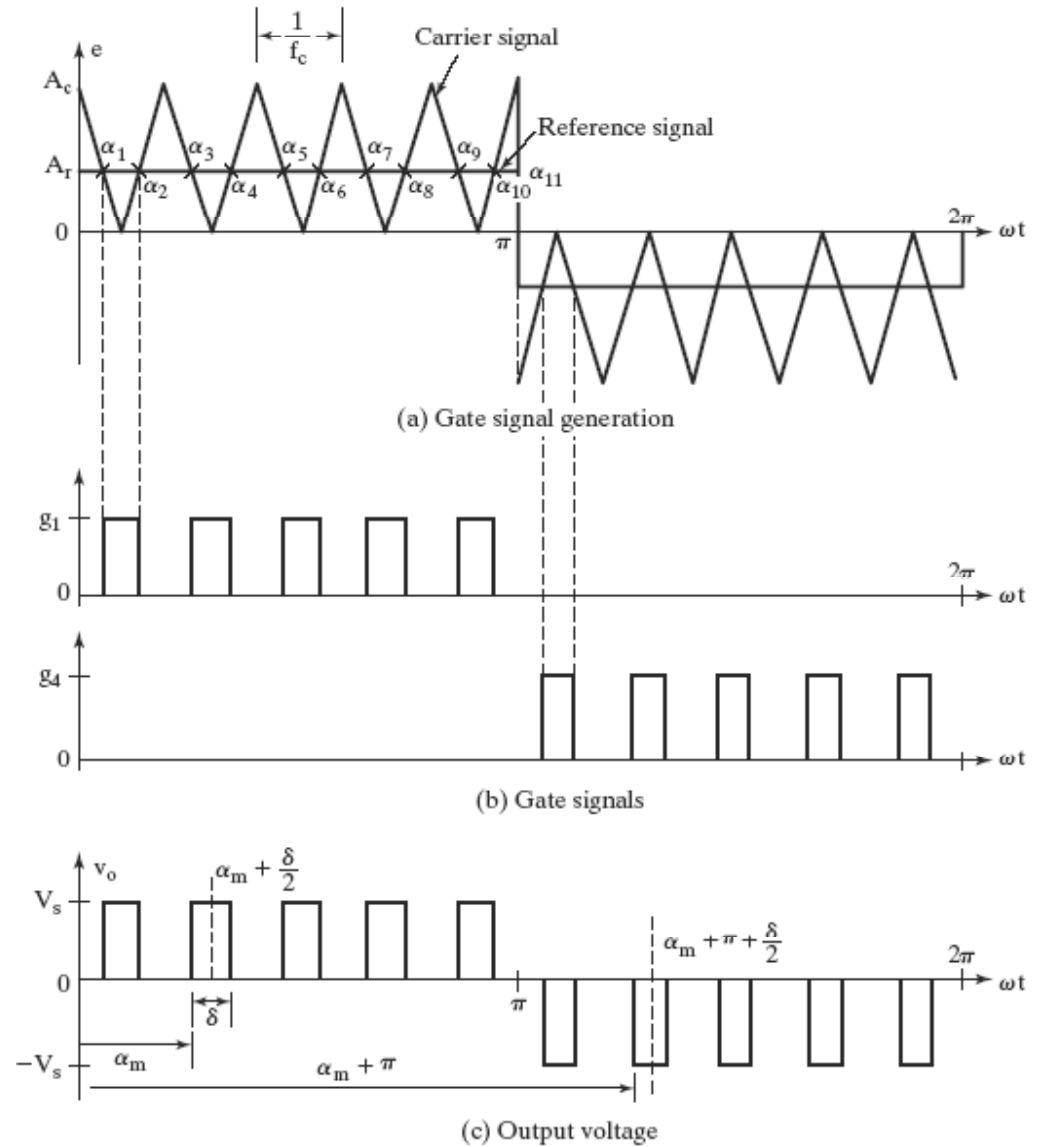 1
f_c
e
Carrier signal
A_c
Reference signal
α_1 α_3 α_5 α_7 α_9
A_r
α_2 α_4 α_6 α_8 α_10 α_11
0 π 2π ωt
(a) Gate signal generation
g_1
0 2π ωt
g_4
0 ωt
(b) Gate signals
v_o α_m + δ/2
V_s
α_m + π + δ/2
0 π 2π ωt
δ
−V_s α_m α_m + π
(c) Output voltage